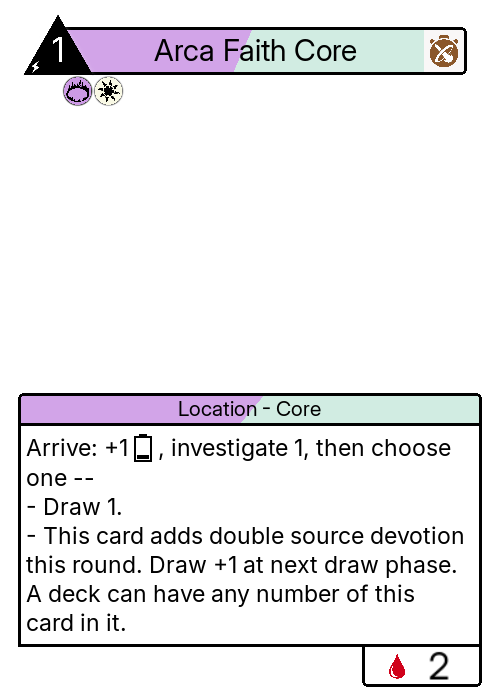 1
Arca Faith Core
Location - Core
Arrive: +1 , investigate 1, then choose
one --
- Draw 1.
- This card adds double source devotion
this round. Draw +1 at next draw phase.
A deck can have any number of this
card in it.
2